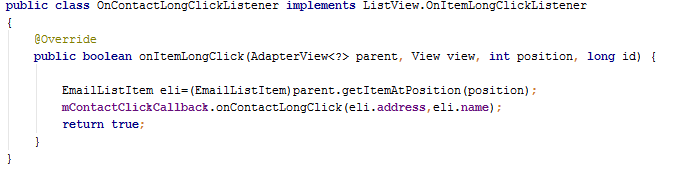 public class OnContactLongClickListener implements ListView.OnItemLongClickListener
{
@Override
public boolean onItemLongClick(AdapterView<?> parent, View view, int position, long id) {
EmailListItem eli=(EmailListItem)parent.getItemAtPosition(position);
mContactClickCallback.onContactLongClick(eli.address,eli.name);
return true;
}
}